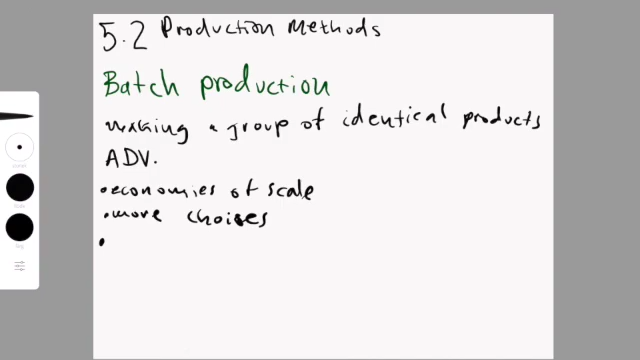 5.2 Production Methods
Batch production
making a group of identical products
ADV.
•economies of scale
•more choices
•